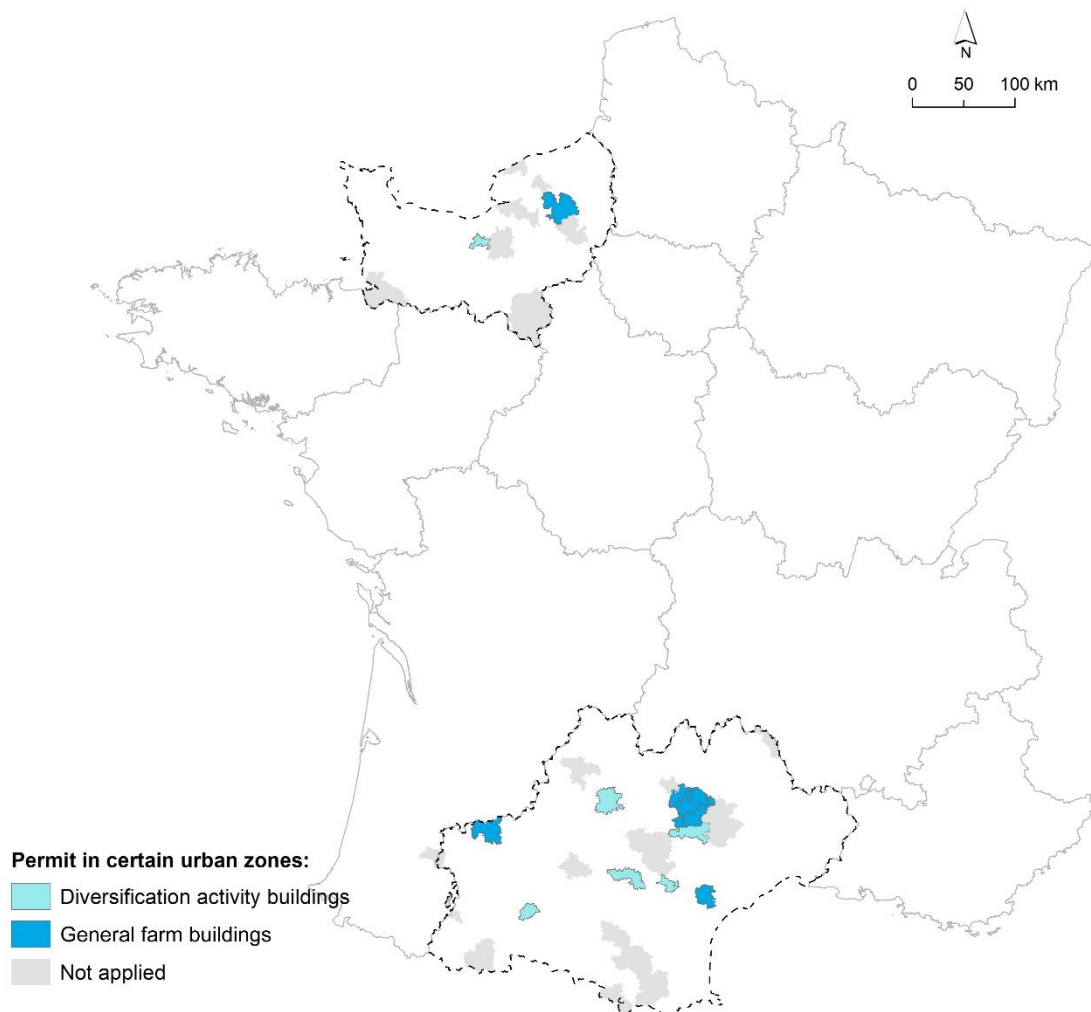 N
0 50 100 km
Permit in certain urban zones:
Diversification activity buildings
General farm buildings
Not applied